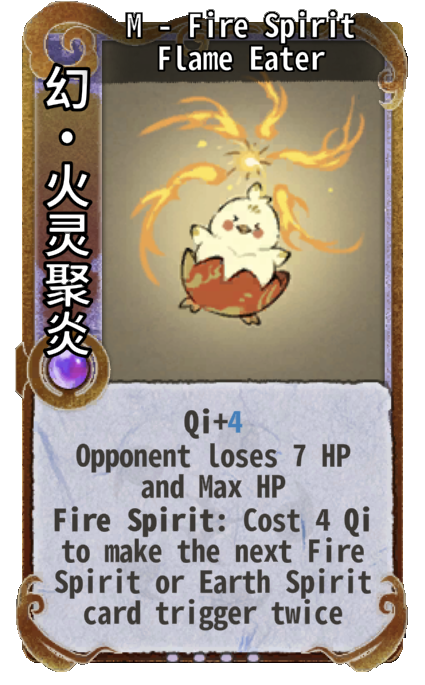 M - Fire Spirit
Flame Eater
幻・火灵聚炎
Qi+4
Opponent loses 7 HP
and Max HP
Fire Spirit: Cost 4 Qi
to make the next Fire
Spirit or Earth Spirit
card trigger twice